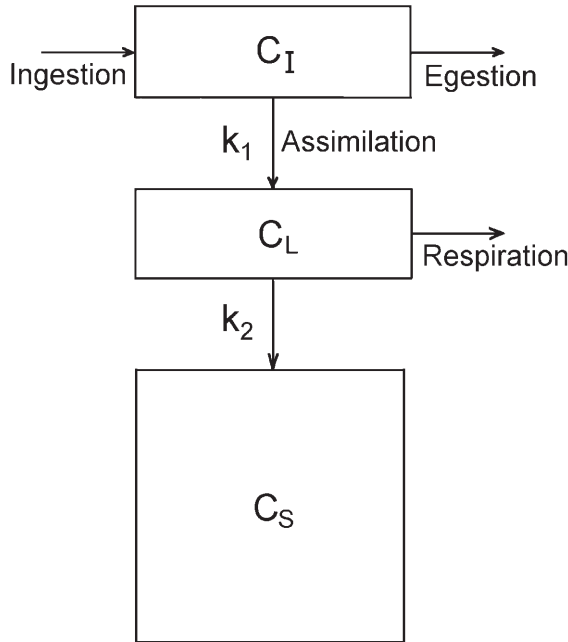 C_I
Ingestion
Egestion
k_1
Assimilation
C_L
Respiration
k_2
C_S